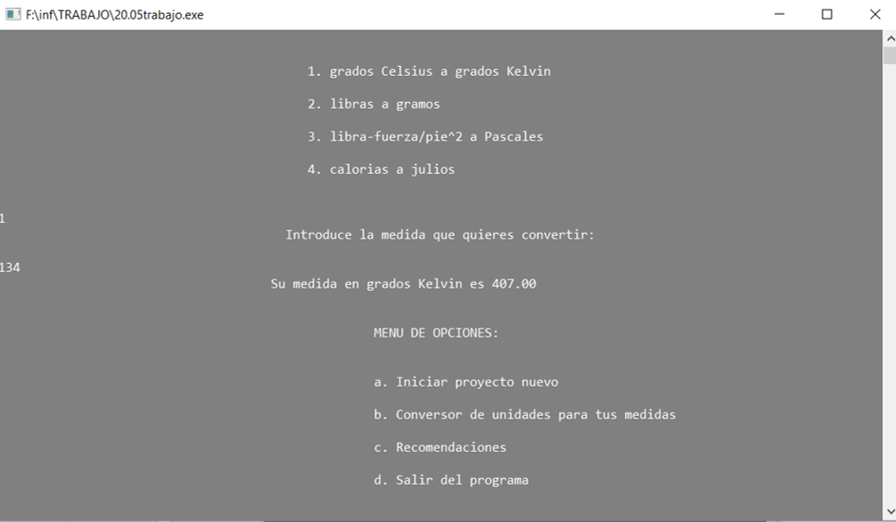 F:\inf\TRABAJO\20.05trabajo.exe
1. grados Celsius a grados Kelvin
2. libras a gramos
3. libra-fuerza/pie^2 a Pascales
4. calorias a julios
1
Introduce la medida que quieres convertir:
134
Su medida en grados Kelvin es 407.00
MENU DE OPCIONES:
a. Iniciar proyecto nuevo
b. Conversor de unidades para tus medidas
c. Recomendaciones
d. Salir del programa